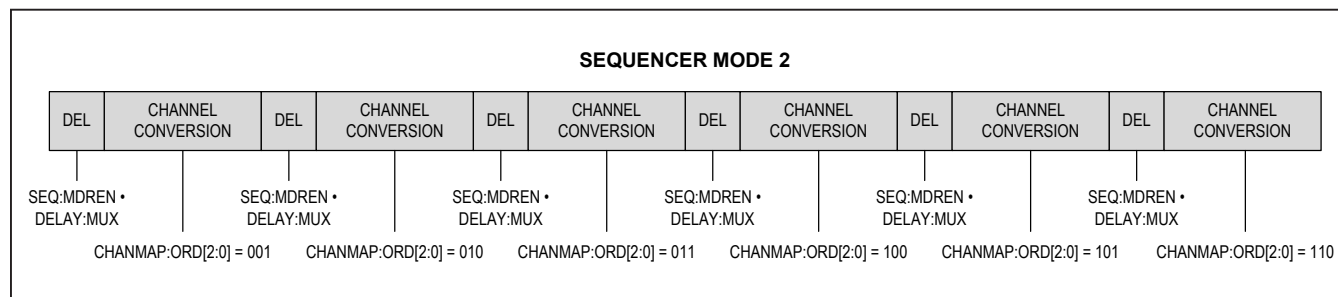 SEQUENCER MODE 2
DEL
CHANNEL
CONVERSION
DEL
CHANNEL
CONVERSION
DEL
CHANNEL
CONVERSION
DEL
CHANNEL
CONVERSION
DEL
CHANNEL
CONVERSION
DEL
CHANNEL
CONVERSION
SEQ:MDREN •
DELAY:MUX
SEQ:MDREN •
DELAY:MUX
SEQ:MDREN •
DELAY:MUX
SEQ:MDREN •
DELAY:MUX
SEQ:MDREN •
DELAY:MUX
SEQ:MDREN •
DELAY:MUX
CHANMAP:ORD[2:0] = 001
CHANMAP:ORD[2:0] = 010
CHANMAP:ORD[2:0] = 011
CHANMAP:ORD[2:0] = 100
CHANMAP:ORD[2:0] = 101
CHANMAP:ORD[2:0] = 110